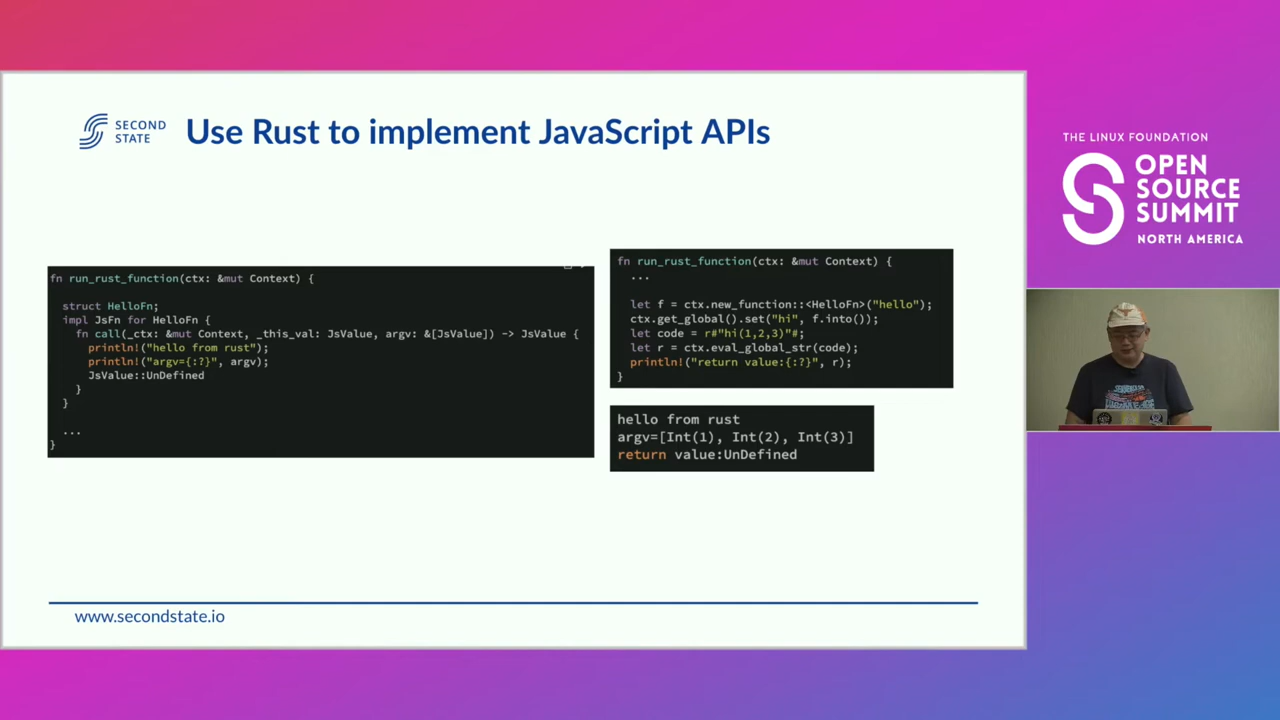 SECOND
STATE
Use Rust to implement JavaScript APIs
fn run_rust_function(ctx: &mut Context) {
struct HelloFn;
impl JsFn for HelloFn {
fn call(_ctx: &mut Context, _this_val: JsValue, argv: &[JsValue]) -> JsValue {
println!("hello from rust");
println!("argv={:?}", argv);
JsValue::UnDefined
}
}
...
}
fn run_rust_function(ctx: &mut Context) {
...
let f = ctx.new_function::<HelloFn>("hello");
ctx.get_global().set("hi", f.into());
let code = r#"hi(1,2,3)"#;
let r = ctx.eval_global_str(code);
println!("return value:{:?}", r);
}
hello from rust
argv=[Int(1), Int(2), Int(3)]
return value:UnDefined
www.secondstate.io
THE LINUX FOUNDATION
OPEN
SOURCE
SUMMIT
NORTH AMERICA